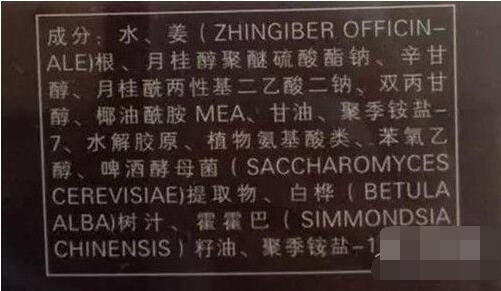 成分：水、姜（ZHINGIBER OFFICIN-
ALE)根、月桂醇聚醚硫酸酯钠、辛甘
醇、月桂酰两性基二乙酸二钠、双丙甘
醇、椰油酰胺MEA、甘油、聚季铵盐-
7、水解胶原、植物氨基酸类、苯氧乙
醇、啤酒酵母菌（SACCHAROMYCES
CEREVISIAE)提取物、白桦（BETULA
ALBA)树汁、霍霍巴（SIMMONDSIA
CHINENSIS）籽油、聚季铵盐-1